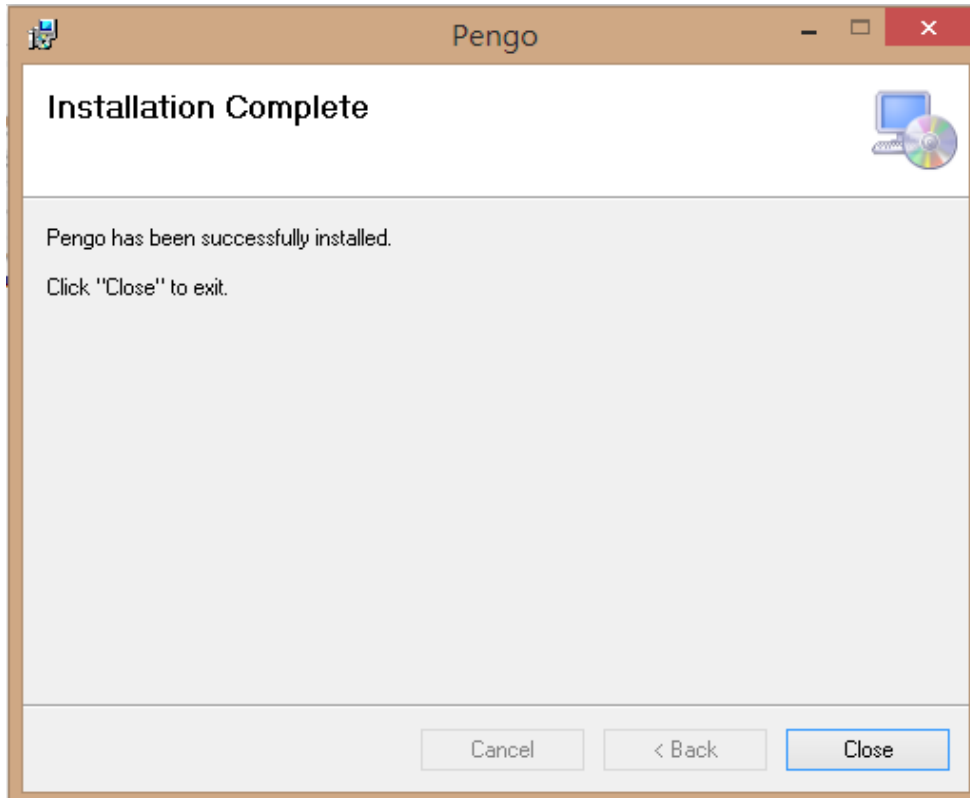 Pengo
Installation Complete
Pengo has been successfully installed.
Click "Close" to exit.
Cancel
< Back
Close